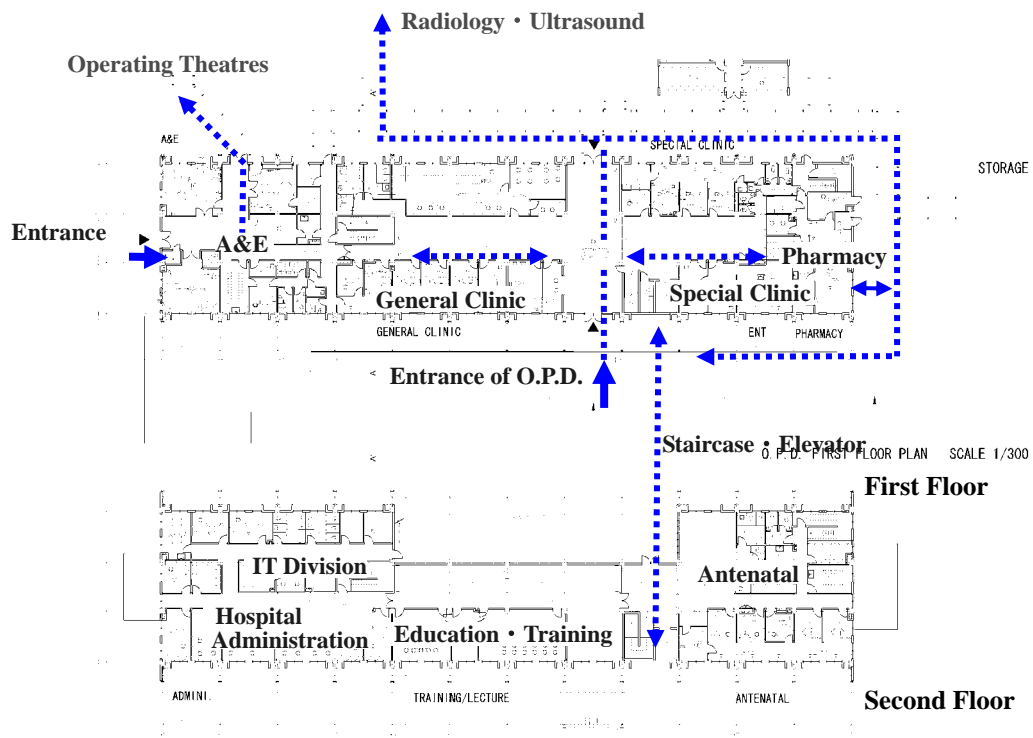 Radiology・Ultrasound
Operating Theatres
A&E
SPECIAL CLINIC
STORAGE
Entrance
A&E
Pharmacy
General Clinic
Special Clinic
GENERAL CLINIC
ENT
PHARMACY
Entrance of O.P.D.
Staircase・Elevator
O.P.D. FIRST FLOOR PLAN SCALE 1/300
First Floor
IT Division
Antenatal
Hospital
Administration
Education・Training
ADMINI.
TRAINING/LECTURE
ANTENATAL
Second Floor